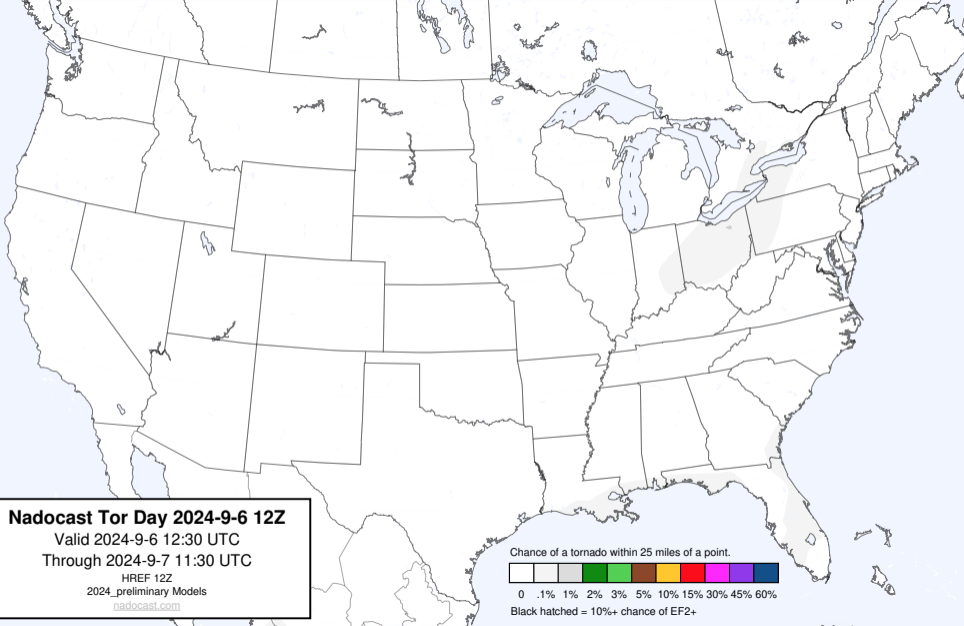 Nadocast Tor Day 2024-9-6 12Z
Valid 2024-9-6 12:30 UTC
Through 2024-9-7 11:30 UTC
HREF 12Z
2024_preliminary Models
nadocast.com
Chance of a tornado within 25 miles of a point.
0 .1% 1% 2% 3% 5% 10% 15% 30% 45% 60%
Black hatched = 10%+ chance of EF2+